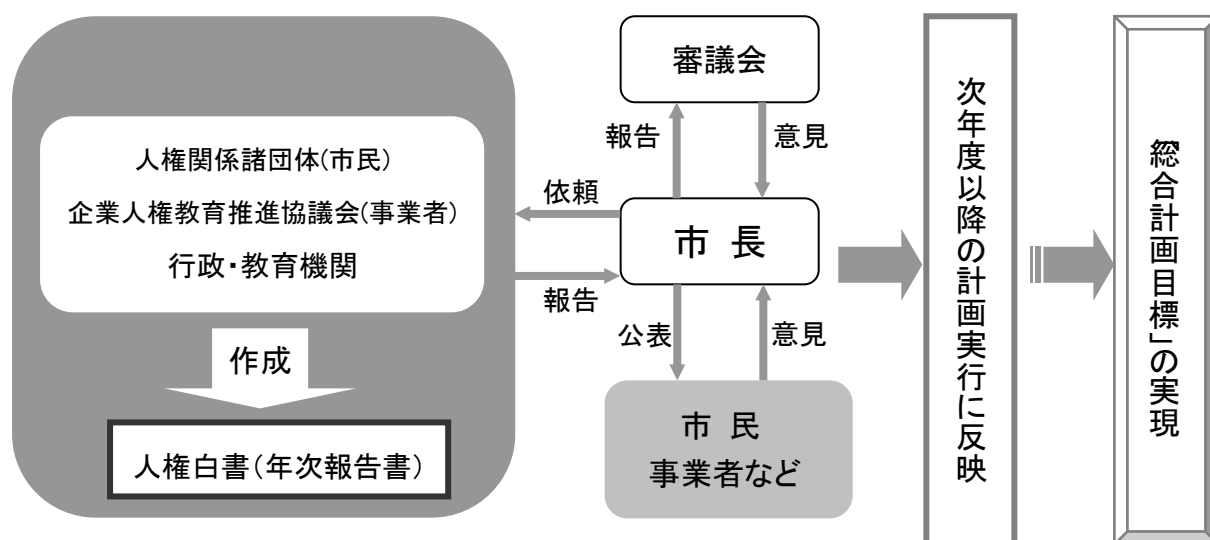 人権関係諸団体(市民)
企業人権教育推進協議会(事業者)
行政・教育機関
作成
人権白書(年次報告書)
審議会
報告
意見
依頼
市 長
報告
公表
意見
市 民
事業者など
次年度以降の計画実行に反映
「総合計画目標」の実現